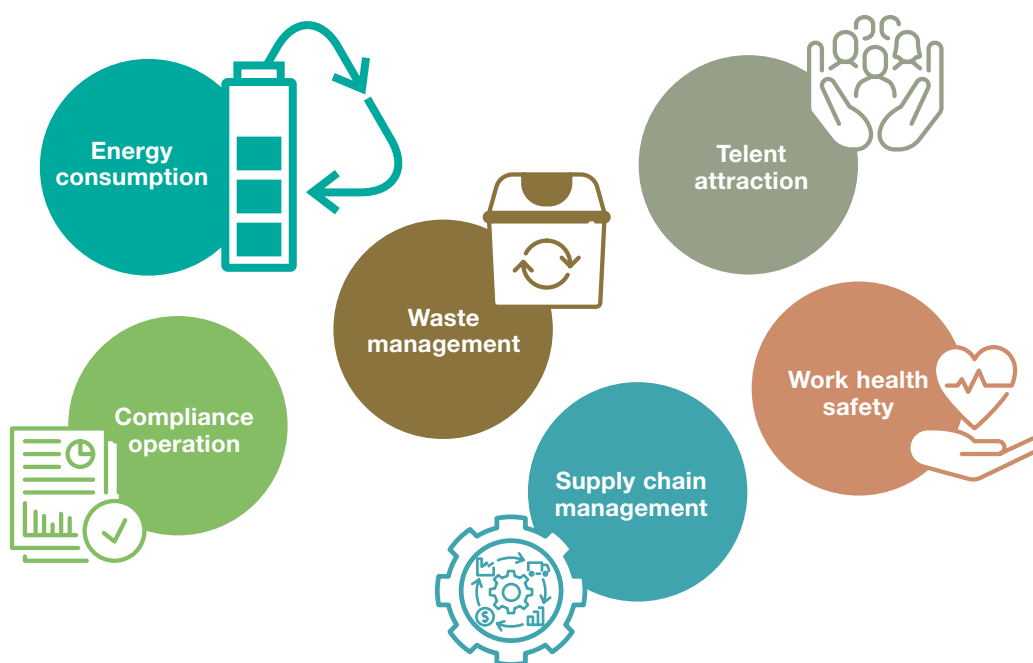 Energy
consumption
Telent
attraction
Waste
management
Work health
safety
Compliance
operation
Supply chain
management
$